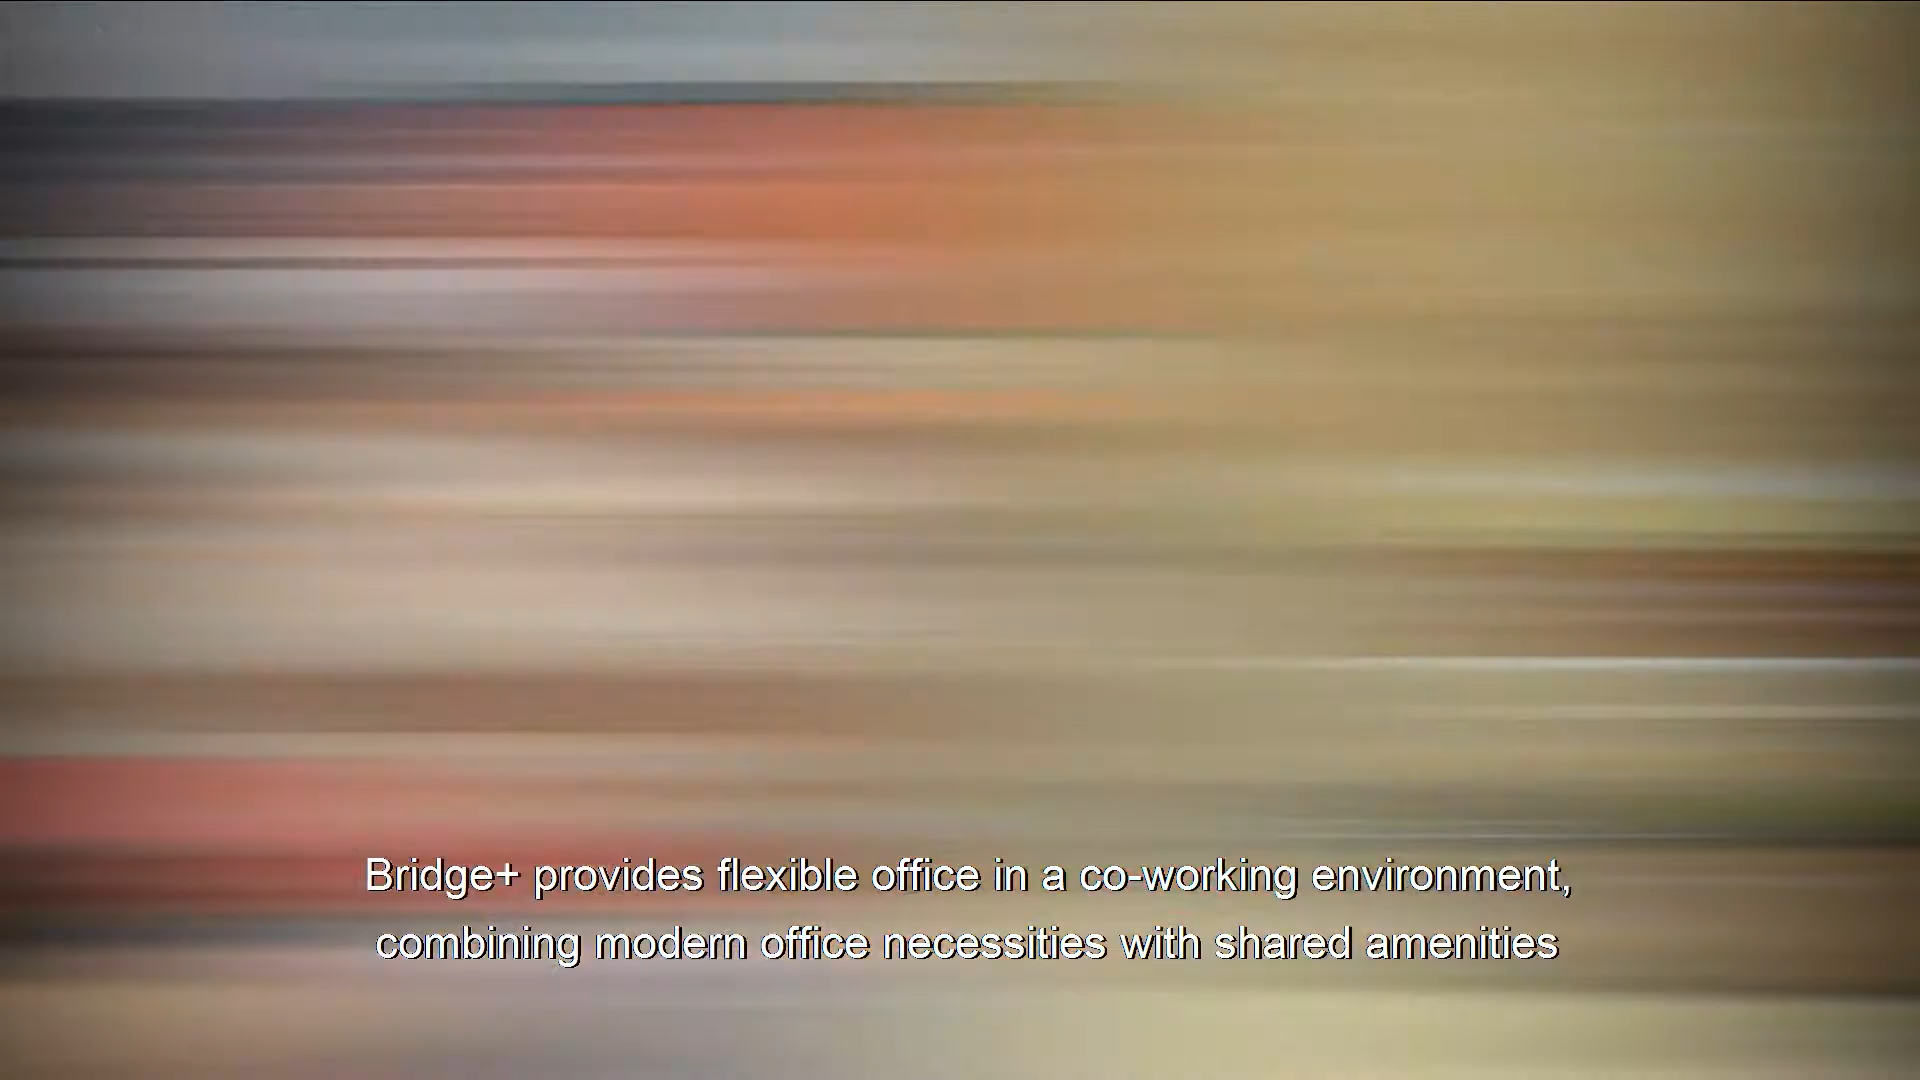 Bridge+ provides flexible office in a co-working environment,
combining modern office necessities with shared amenities